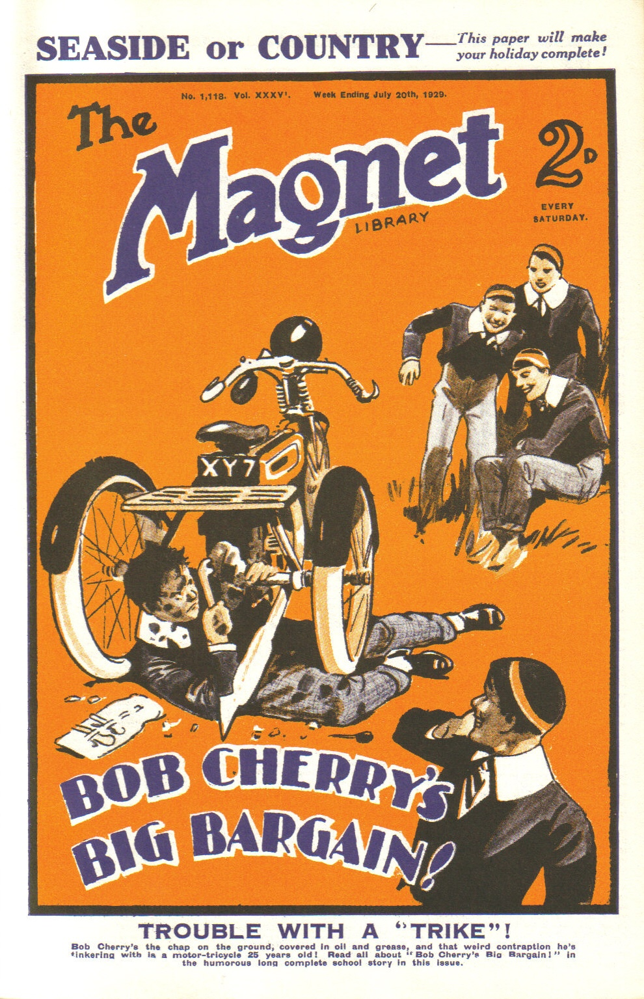 SEASIDE or COUNTRY—This paper will make
your holiday complete!
No. 1,118. Vol. XXXVI. Week Ending July 20th, 1929.
The
Magnet
LIBRARY
2D
EVERY
SATURDAY.
XY7
BOB CHERRY'S
BIG BARGAIN!
TROUBLE WITH A "TRIKE"!
Bob Cherry's the chap on the ground, covered in oil and grease, and that weird contraption he's
tinkering with is a motor-tricycle 25 years old! Read all about "Bob Cherry's Big Bargain!" in
the humorous long complete school story in this issue.